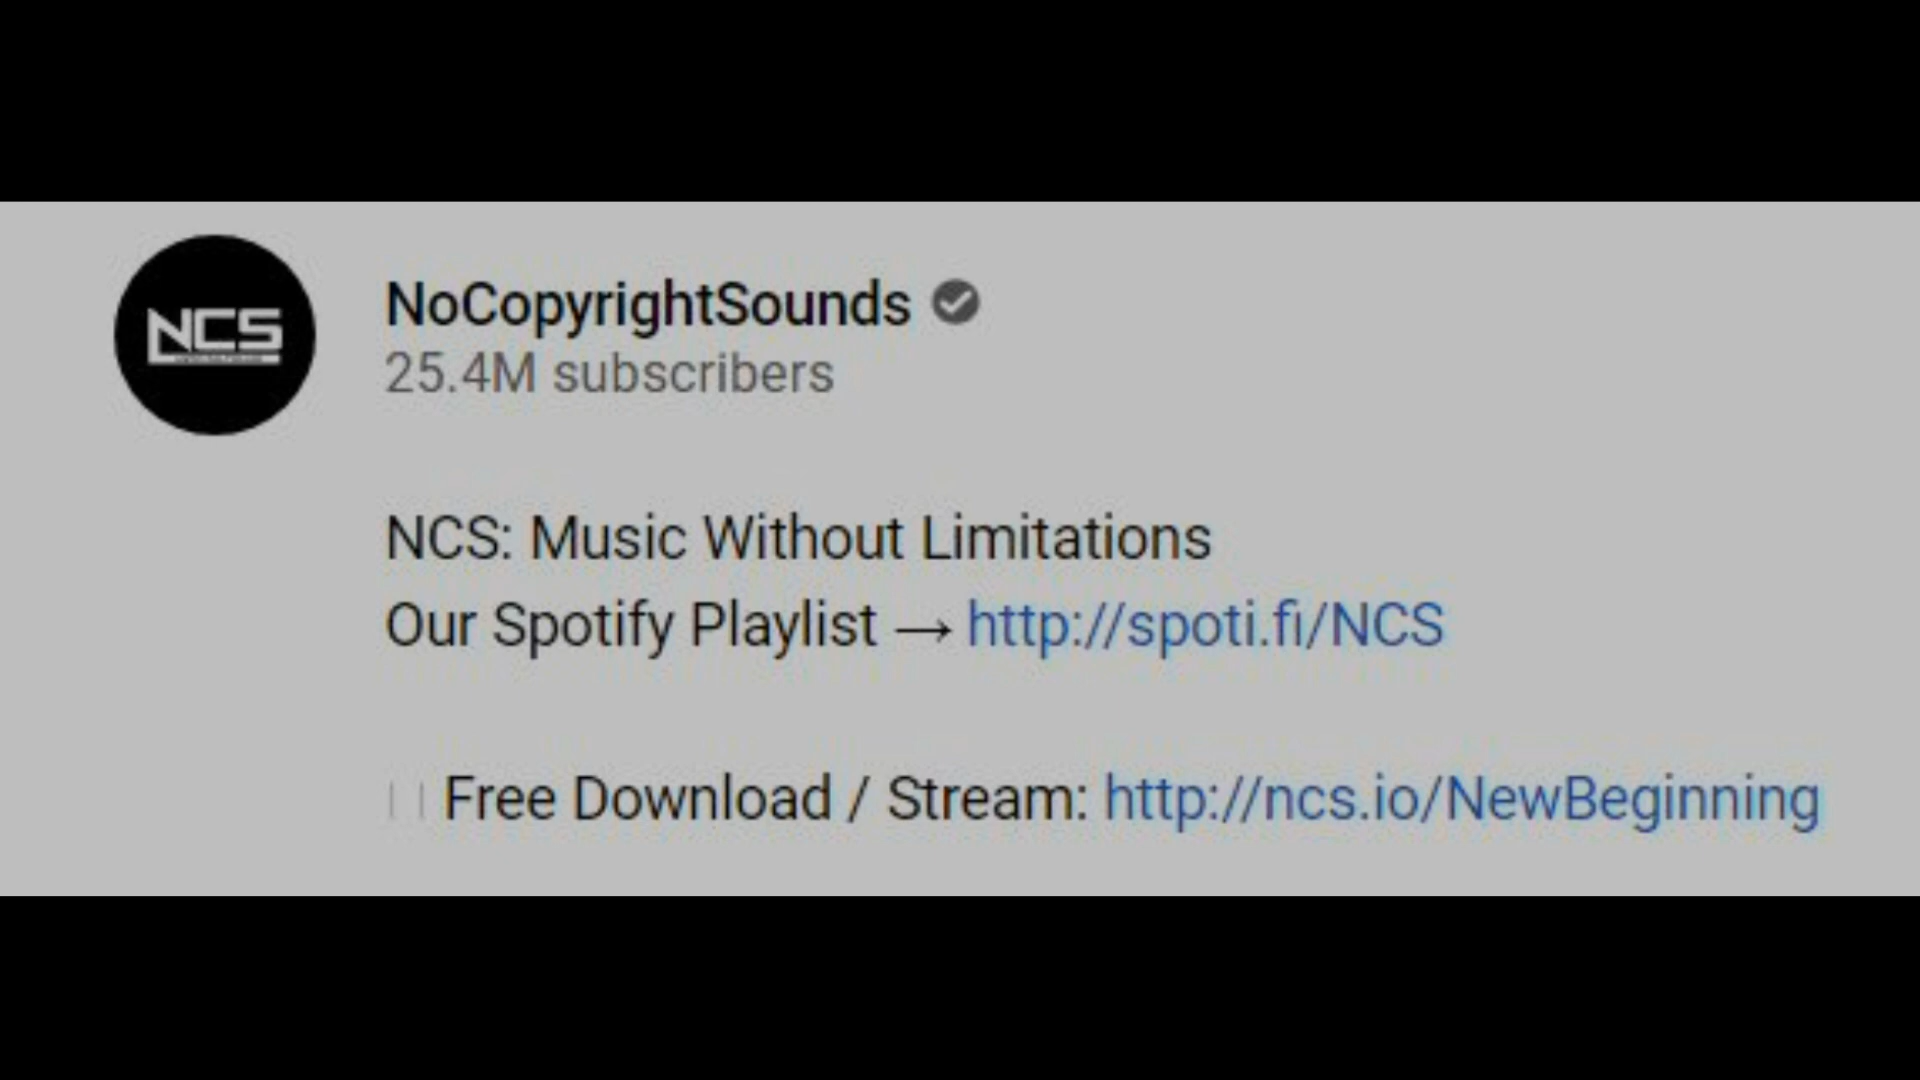 NCS
NoCopyrightSounds
25.4M subscribers
NCS: Music Without Limitations
Our Spotify Playlist → http://spoti.fi/NCS
Free Download / Stream: http://ncs.io/NewBeginning